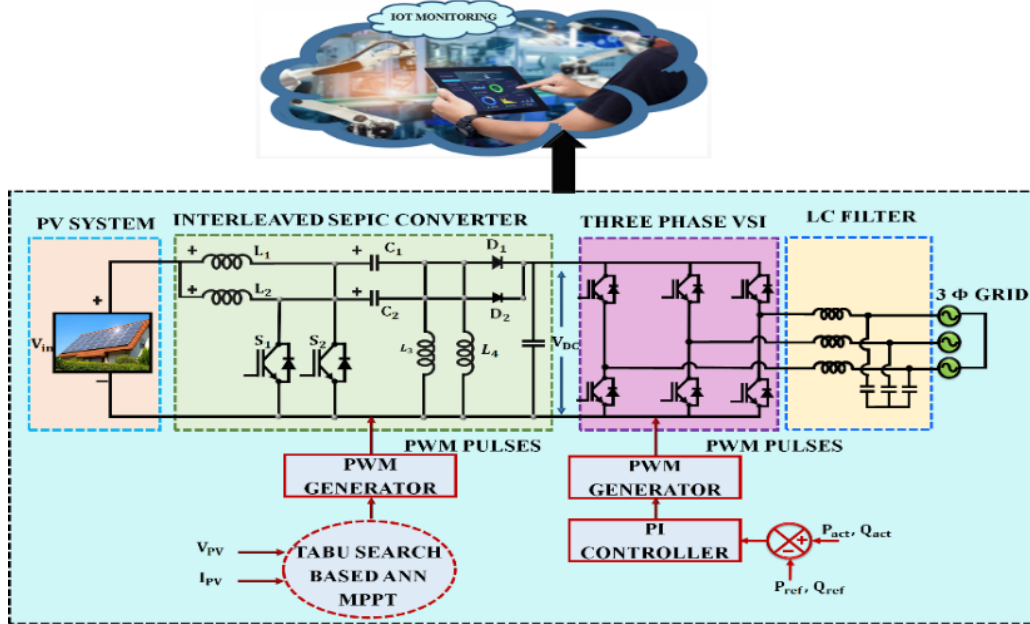 IOT MONITORING
PV SYSTEM
INTERLEAVED SEPIC CONVERTER
THREE PHASE VSI
LC FILTER
+ L₁
+ C₁
D₁
L₂
+ C₂
D₂
3 Φ GRID
+
Vin
−
S₁
S₂
L₃
L₄
VDC
PWM PULSES
PWM PULSES
PWM
GENERATOR
PWM
GENERATOR
PI
CONTROLLER
+
−
Pact, Qact
Pref, Qref
VPV
IPV
TABU SEARCH
BASED ANN
MPPT